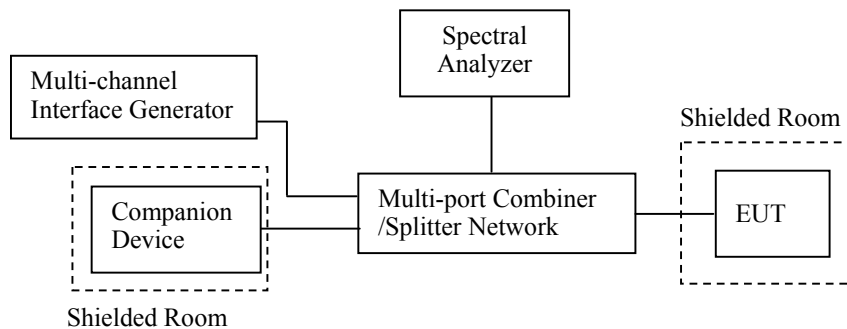 Spectral
Analyzer
Multi-channel
Interface Generator
Shielded Room
Multi-port Combiner
/Splitter Network
EUT
Companion
Device
Shielded Room